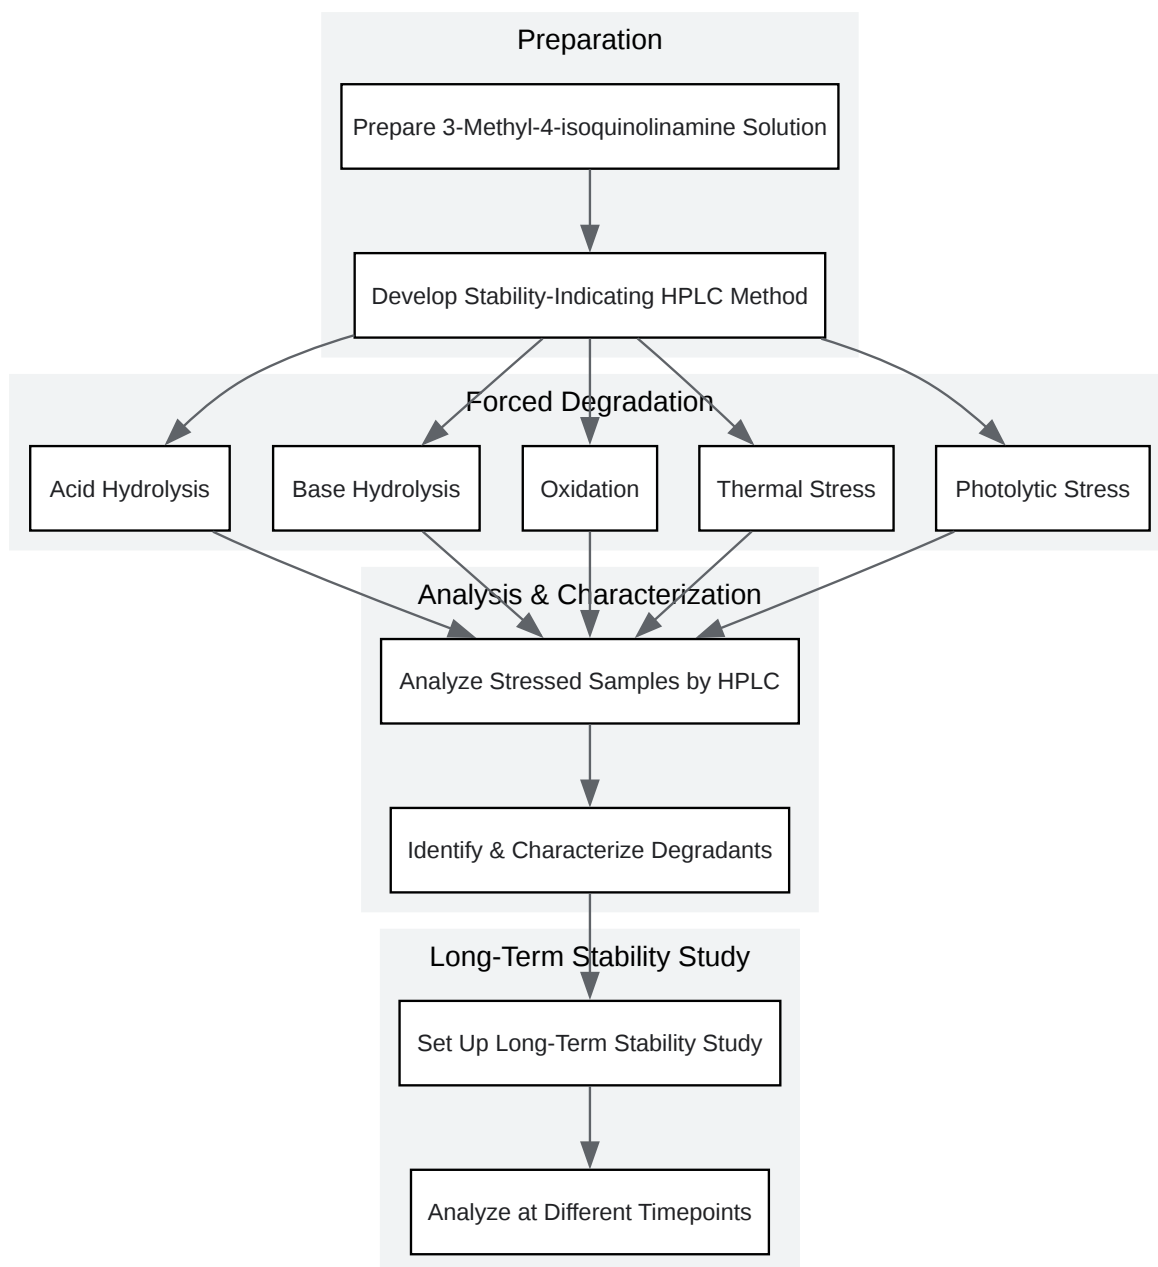 Preparation
Prepare 3-Methyl-4-isoquinolinamine Solution
Develop Stability-Indicating HPLC Method
Forced Degradation
Acid Hydrolysis
Base Hydrolysis
Oxidation
Thermal Stress
Photolytic Stress
Analysis & Characterization
Analyze Stressed Samples by HPLC
Identify & Characterize Degradants
Long-Term Stability Study
Set Up Long-Term Stability Study
Analyze at Different Timepoints